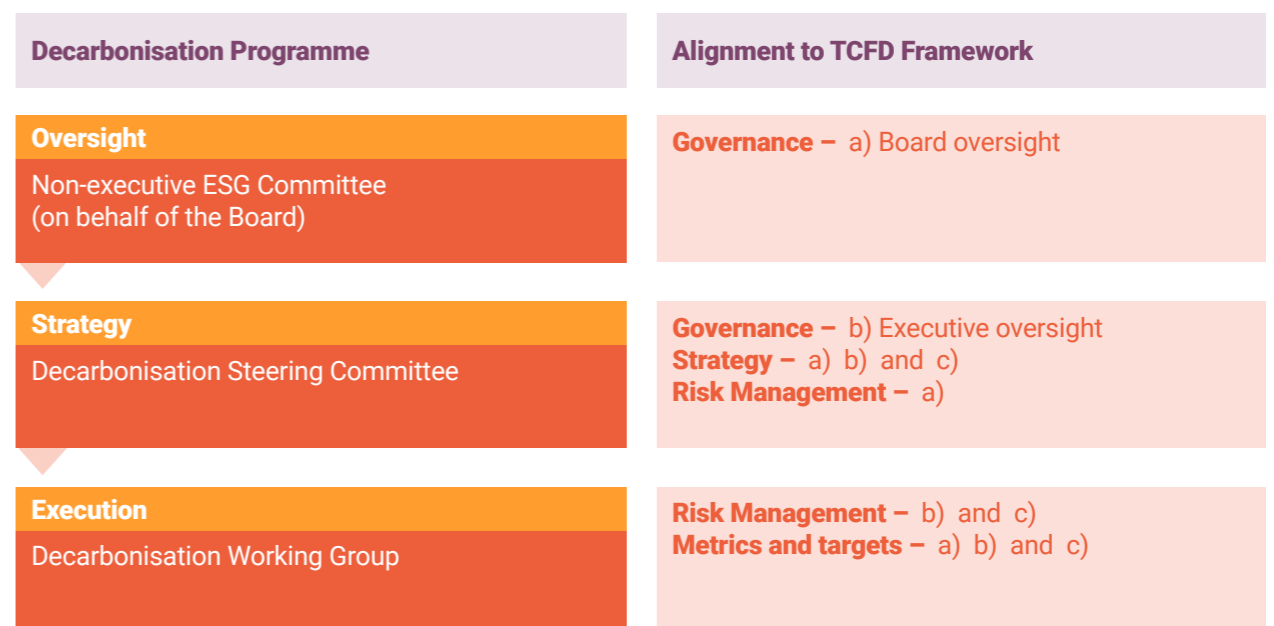 Decarbonisation Programme
Alignment to TCFD Framework
Oversight
Non-executive ESG Committee
(on behalf of the Board)
Governance – a) Board oversight
Strategy
Decarbonisation Steering Committee
Governance – b) Executive oversight
Strategy – a) b) and c)
Risk Management – a)
Execution
Decarbonisation Working Group
Risk Management – b) and c)
Metrics and targets – a) b) and c)